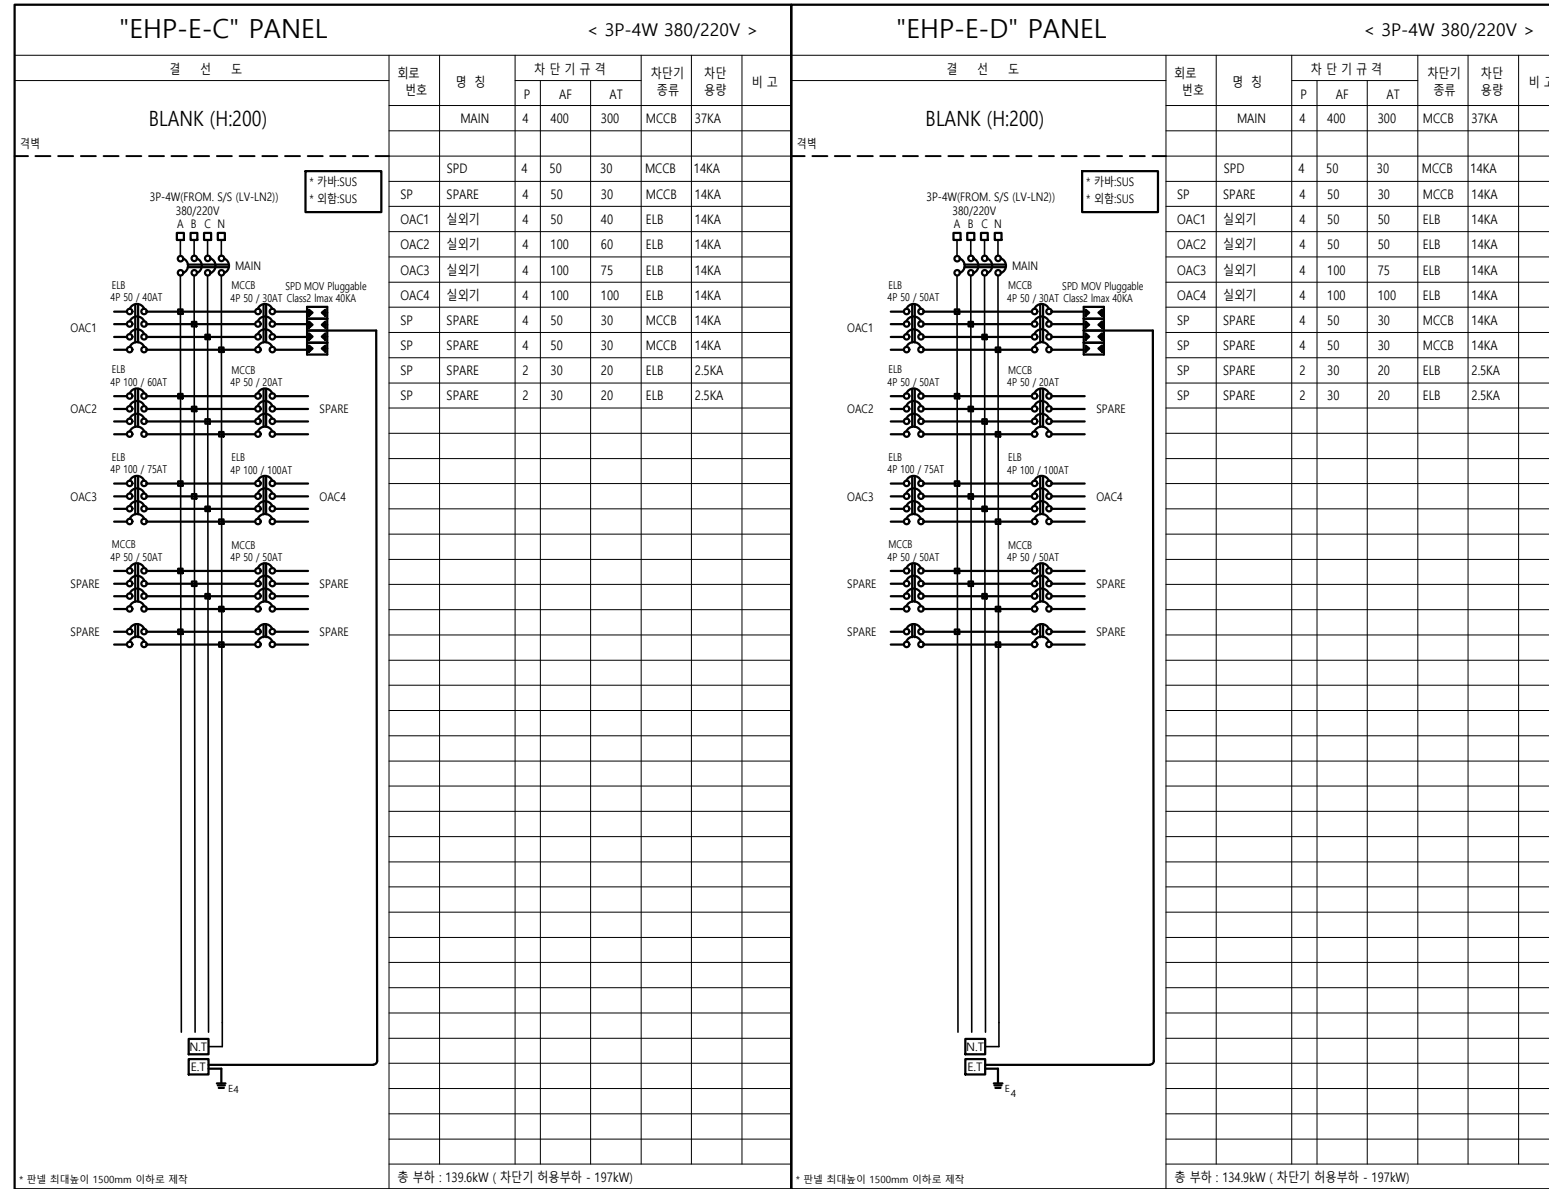 "EHP-E-C" PANEL < 3P-4W 380/220V >
결 선 도 회로 번호 명 칭 차 단 기 규 격 차단기 종류 차단 용량 비 고
P AF AT
BLANK (H:200)
격벽
MAIN 4 400 300 MCCB 37KA
SPD 4 50 30 MCCB 14KA
SP SPARE 4 50 30 MCCB 14KA
OAC1 실외기 4 50 40 ELB 14KA
OAC2 실외기 4 100 60 ELB 14KA
OAC3 실외기 4 100 75 ELB 14KA
OAC4 실외기 4 100 100 ELB 14KA
SP SPARE 4 50 30 MCCB 14KA
SP SPARE 4 50 30 MCCB 14KA
SP SPARE 2 30 20 ELB 2.5KA
SP SPARE 2 30 20 ELB 2.5KA
* 카바:SUS
* 외함:SUS
3P-4W(FROM. S/S (LV-LN2))
380/220V
A B C N
MAIN
ELB MCCB SPD MOV Pluggable
4P 50 / 40AT 4P 50 / 30AT Class2 Imax 40KA
OAC1
ELB MCCB
4P 100 / 60AT 4P 50 / 20AT
OAC2 SPARE
ELB ELB
4P 100 / 75AT 4P 100 / 100AT
OAC3 OAC4
MCCB MCCB
4P 50 / 50AT 4P 50 / 50AT
SPARE SPARE
SPARE SPARE
N.T
E.T
E4
* 판넬 최대높이 1500mm 이하로 제작
총 부하 : 139.6kW ( 차단기 허용부하 - 197kW)
"EHP-E-D" PANEL < 3P-4W 380/220V >
결 선 도 회로 번호 명 칭 차 단 기 규 격 차단기 종류 차단 용량 비 고
P AF AT
BLANK (H:200)
격벽
MAIN 4 400 300 MCCB 37KA
SPD 4 50 30 MCCB 14KA
SP SPARE 4 50 30 MCCB 14KA
OAC1 실외기 4 50 50 ELB 14KA
OAC2 실외기 4 50 50 ELB 14KA
OAC3 실외기 4 100 75 ELB 14KA
OAC4 실외기 4 100 100 ELB 14KA
SP SPARE 4 50 30 MCCB 14KA
SP SPARE 4 50 30 MCCB 14KA
SP SPARE 2 30 20 ELB 2.5KA
SP SPARE 2 30 20 ELB 2.5KA
* 카바:SUS
* 외함:SUS
3P-4W(FROM. S/S (LV-LN2))
380/220V
A B C N
MAIN
ELB MCCB SPD MOV Pluggable
4P 50 / 50AT 4P 50 / 30AT Class2 Imax 40KA
OAC1
ELB MCCB
4P 50 / 50AT 4P 50 / 20AT
OAC2 SPARE
ELB ELB
4P 100 / 75AT 4P 100 / 100AT
OAC3 OAC4
MCCB MCCB
4P 50 / 50AT 4P 50 / 50AT
SPARE SPARE
SPARE SPARE
N.T
E.T
E4
* 판넬 최대높이 1500mm 이하로 제작
총 부하 : 134.9kW ( 차단기 허용부하 - 197kW)